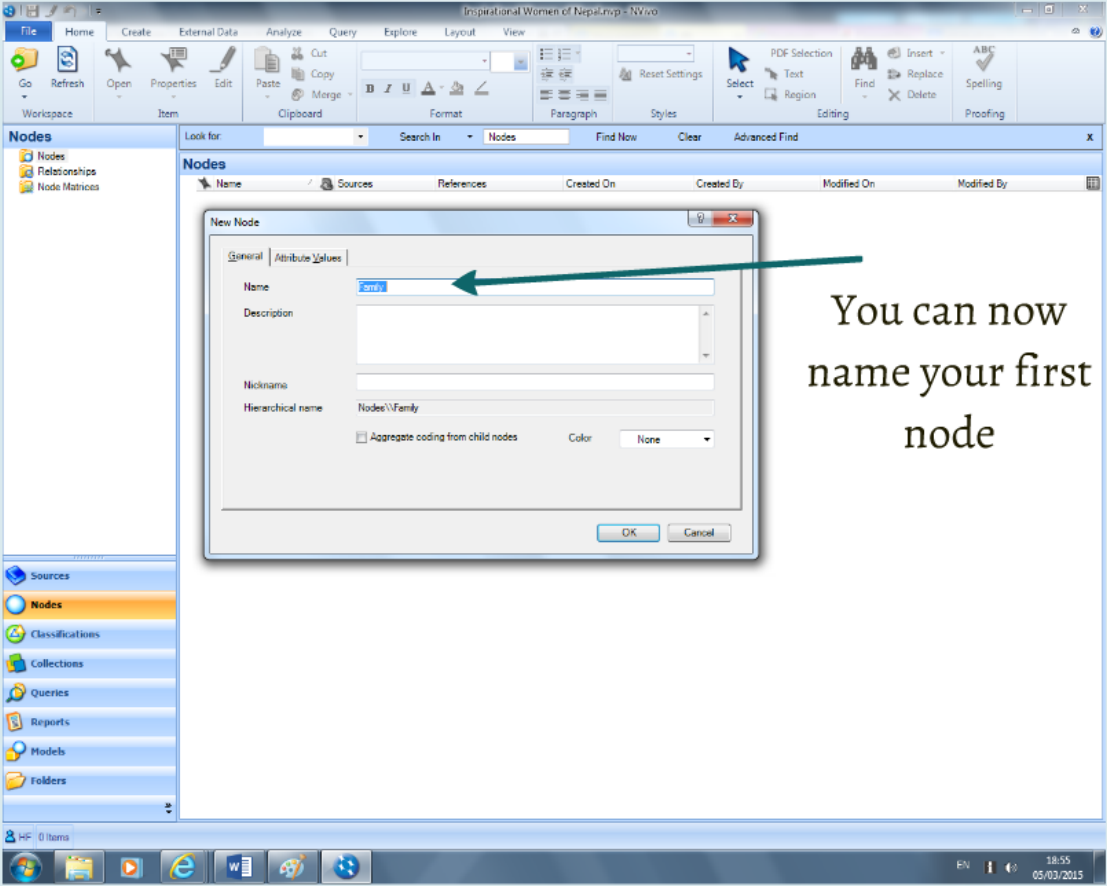 Inspirational Women of Nepal.nvp - NVivo
File Home Create External Data Analyze Query Explore Layout View
Go Refresh Open Properties Edit Paste Cut Copy Merge B I U A Reset Settings Select PDF Selection Text Region Find Insert Replace Delete ABC Spelling
Workspace Item Clipboard Format Paragraph Styles Editing Proofing
Nodes
Nodes
Relationships
Node Matrices
Look for: Search In Nodes Find Now Clear Advanced Find x
Nodes
Name Sources References Created On Created By Modified On Modified By
New Node ? X
General Attribute Values
Name Family
Description
Nickname
Hierarchical name Nodes\\Family
Aggregate coding from child nodes Color None
OK Cancel
You can now
name your first
node
Sources
Nodes
Classifications
Collections
Queries
Reports
Models
Folders
HF 0 Items
W
EN 18:55
05/03/2015